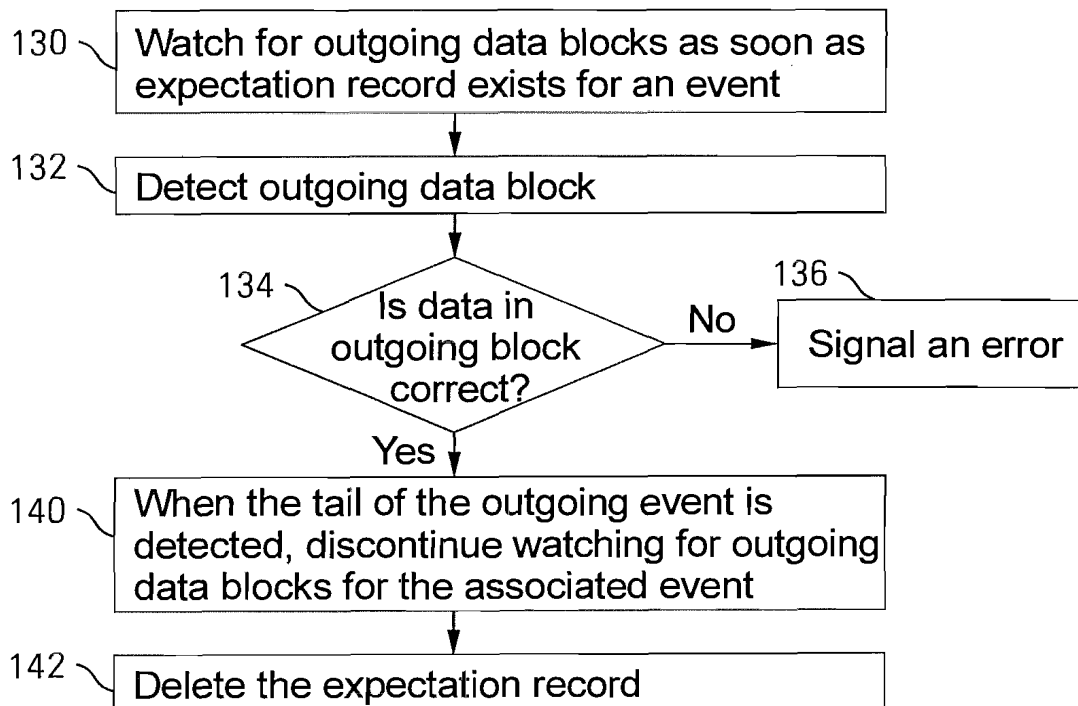 130
Watch for outgoing data blocks as soon as
expectation record exists for an event
132
Detect outgoing data block
134
Is data in
outgoing block
correct?
No
136
Signal an error
Yes
140
When the tail of the outgoing event is
detected, discontinue watching for outgoing
data blocks for the associated event
142
Delete the expectation record